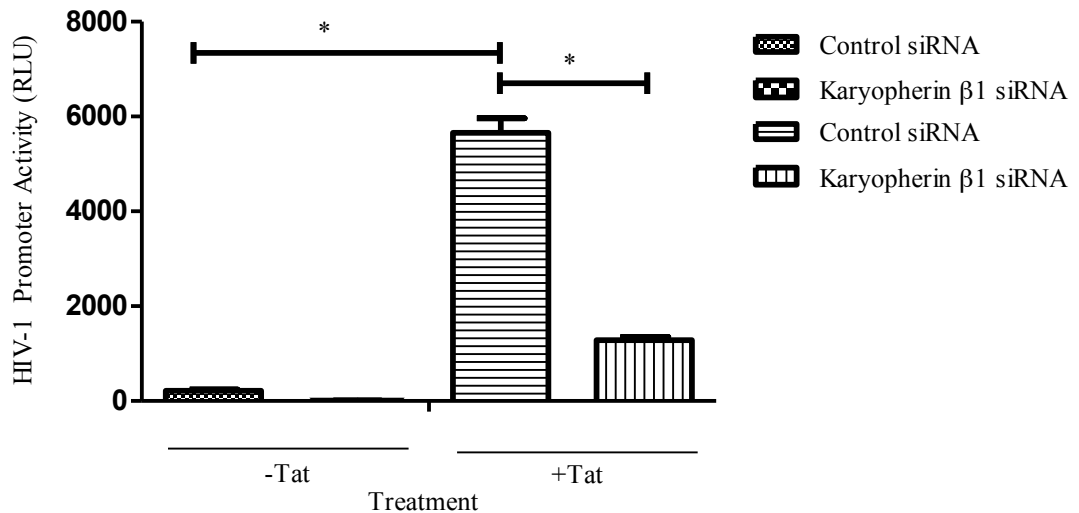 HIV-1 Promoter Activity (RLU)
8000
6000
4000
2000
0
*
*
Control siRNA
Karyopherin β1 siRNA
Control siRNA
Karyopherin β1 siRNA
-Tat
+Tat
Treatment